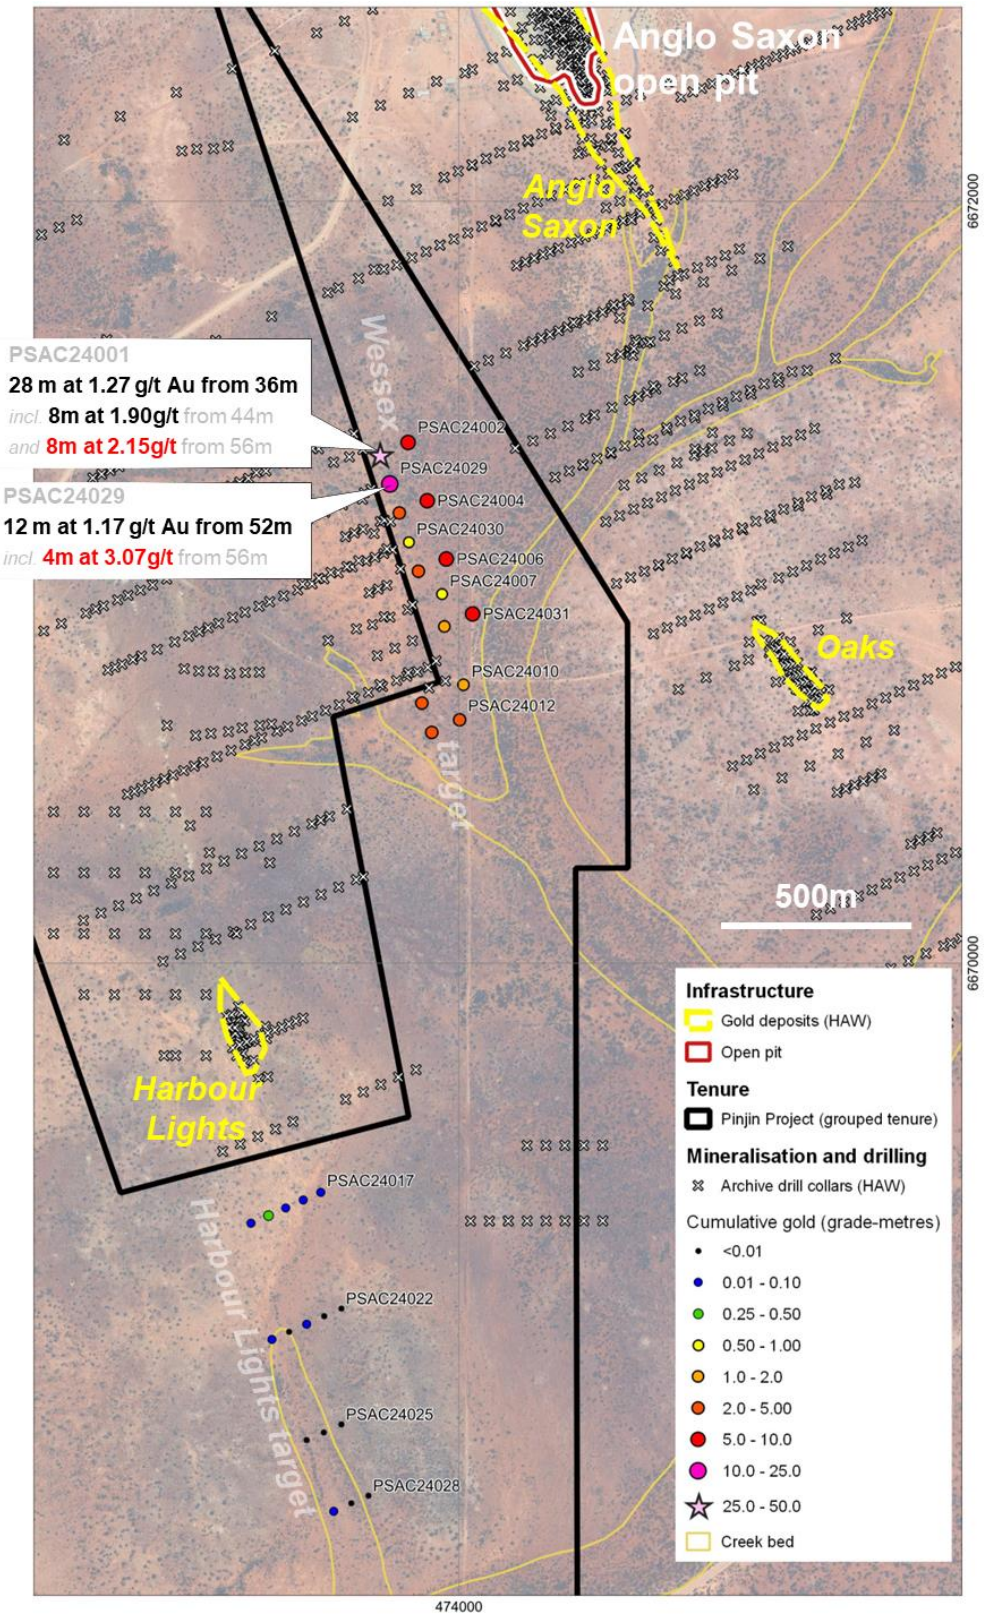 Anglo Saxon
open pit
6672000
Anglo
Saxon
Wessex
PSAC24001
28 m at 1.27 g/t Au from 36m
incl. 8m at 1.90g/t from 44m
and 8m at 2.15g/t from 56m
PSAC24002
PSAC24029
PSAC24029
12 m at 1.17 g/t Au from 52m
incl. 4m at 3.07g/t from 56m
PSAC24004
PSAC24030
PSAC24006
PSAC24007
PSAC24031
Oaks
PSAC24010
PSAC24012
target
500m
6670000
Infrastructure
Gold deposits (HAW)
Open pit
Tenure
Pinjin Project (grouped tenure)
Mineralisation and drilling
Archive drill collars (HAW)
Cumulative gold (grade-metres)
<0.01
0.01 - 0.10
0.25 - 0.50
0.50 - 1.00
1.0 - 2.0
2.0 - 5.00
5.0 - 10.0
10.0 - 25.0
25.0 - 50.0
Creek bed
Harbour
Lights
PSAC24017
Harbour Lights target
PSAC24022
PSAC24025
PSAC24028
474000